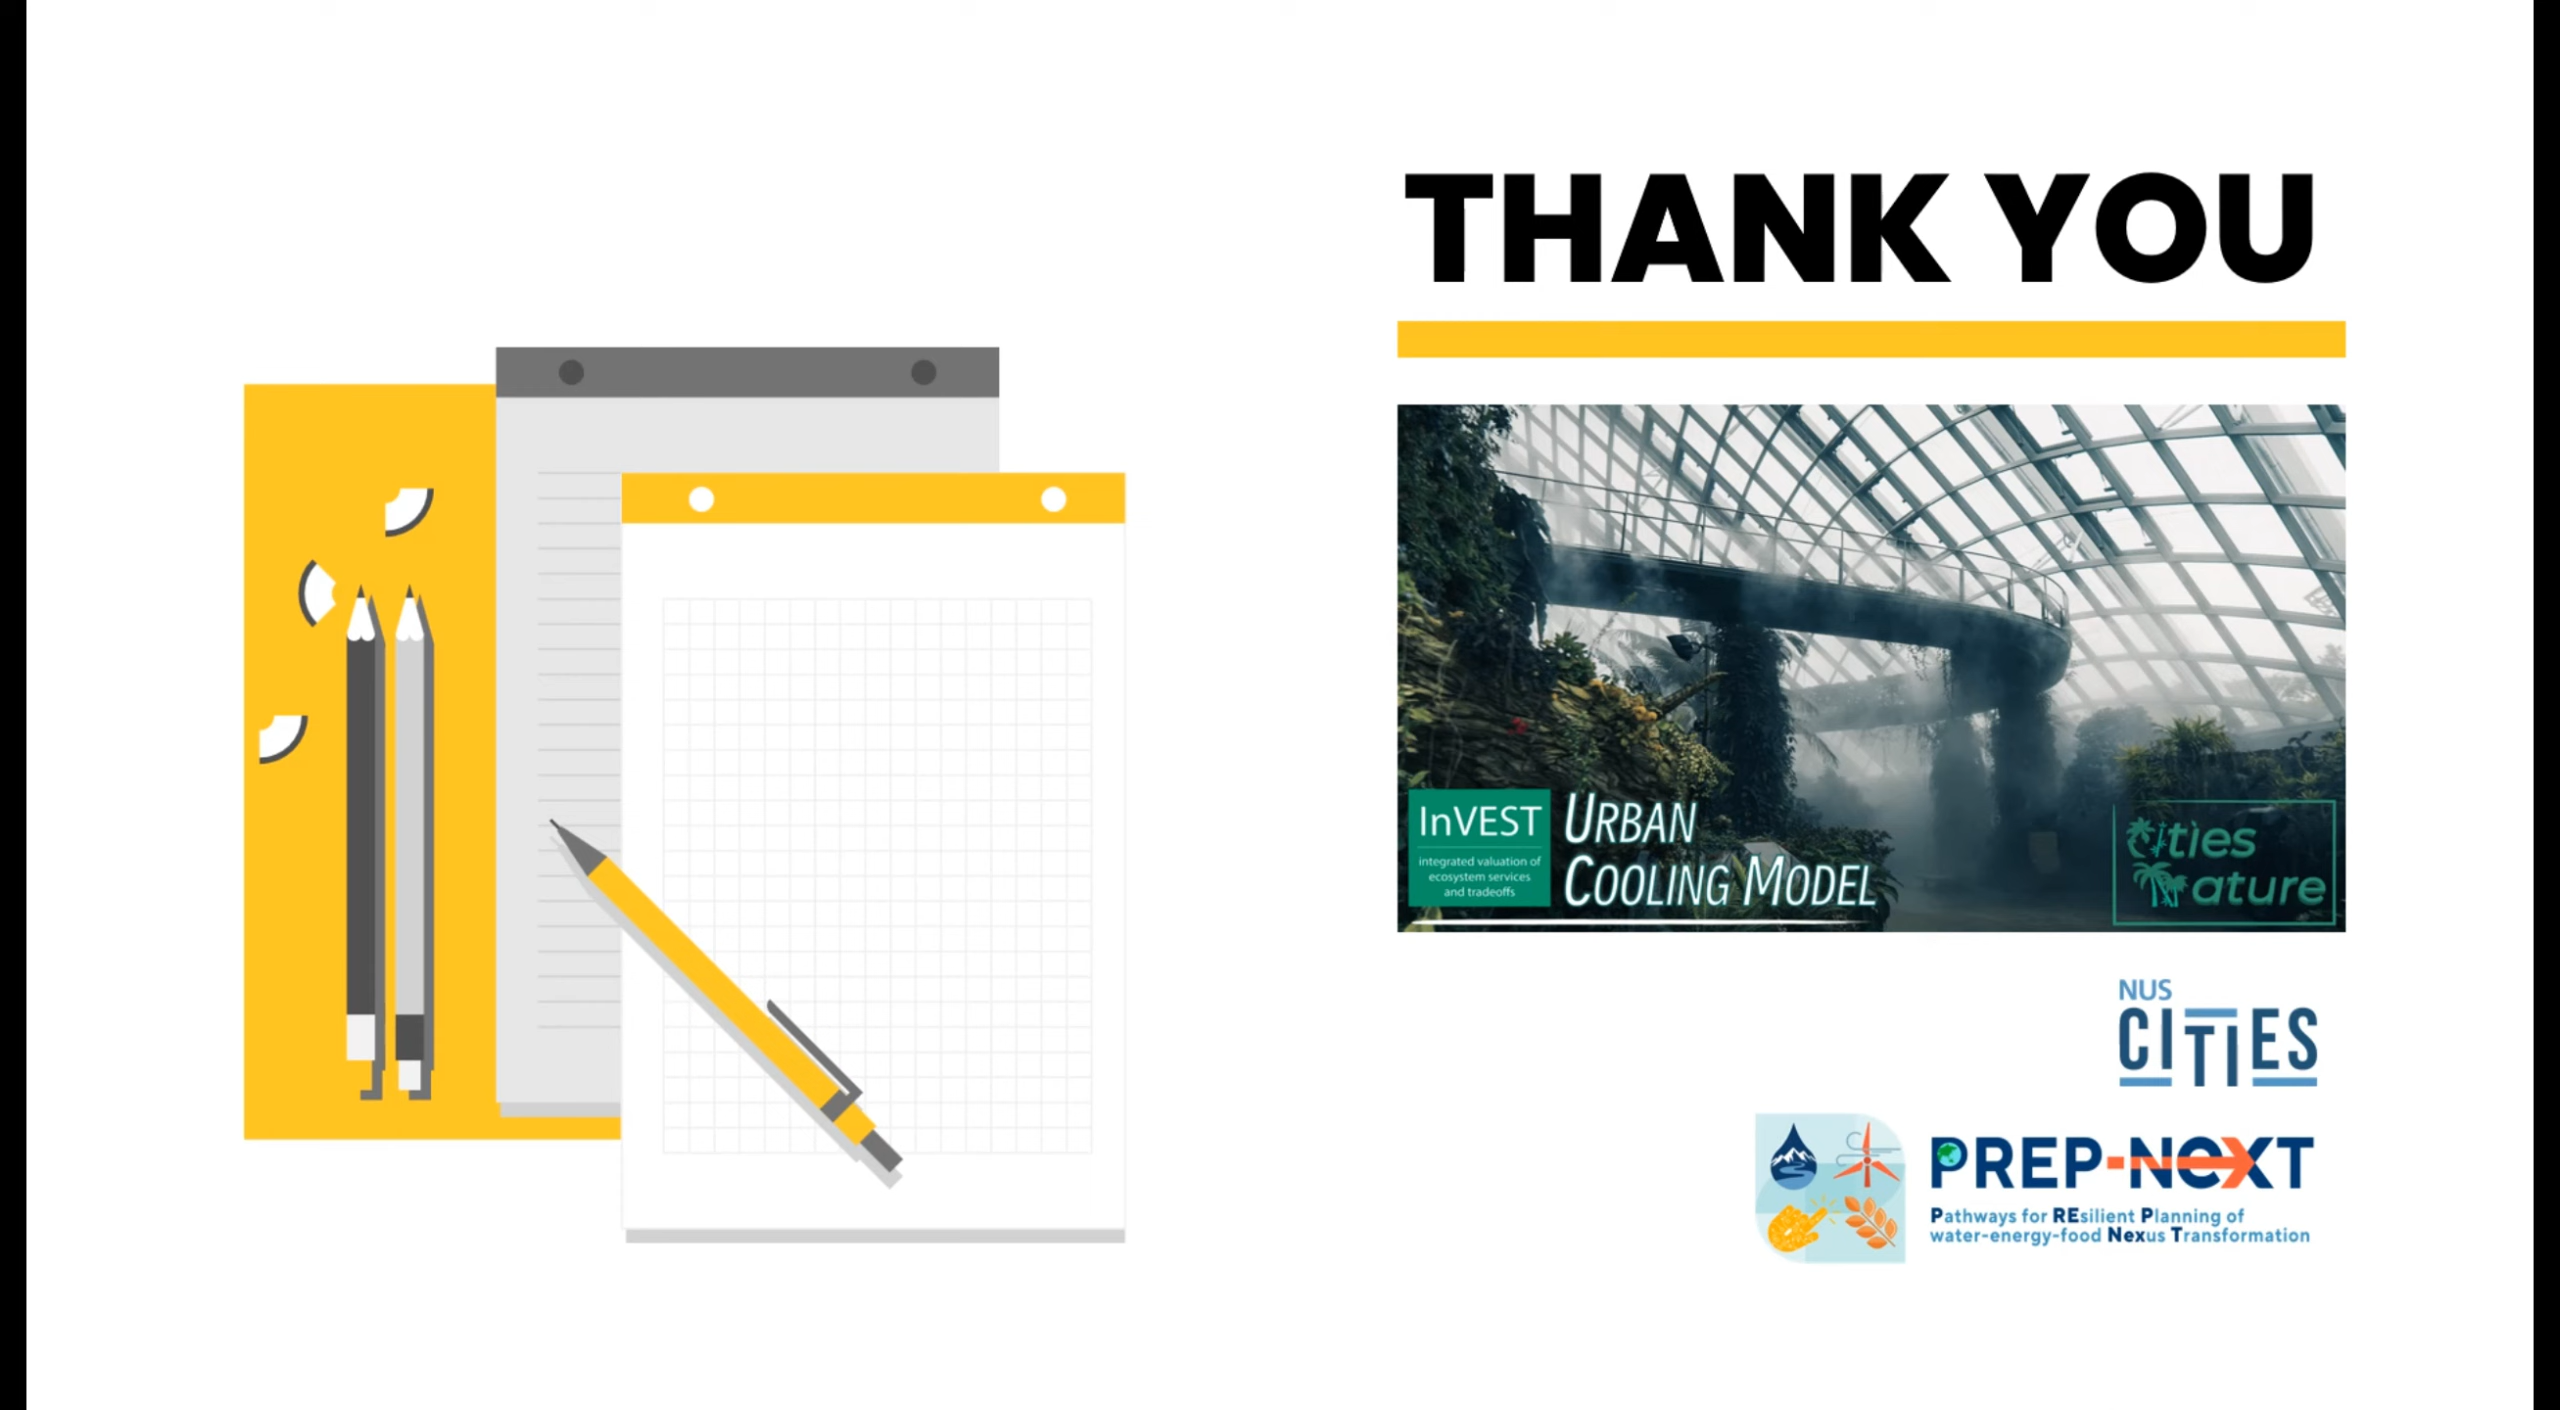 THANK YOU
InVEST
integrated valuation of
ecosystem services
and tradeoffs
URBAN
COOLING MODEL
Cities
Nature
NUS
CITIES
PREP-NeXT
Pathways for REsilient Planning of
water-energy-food Nexus Transformation